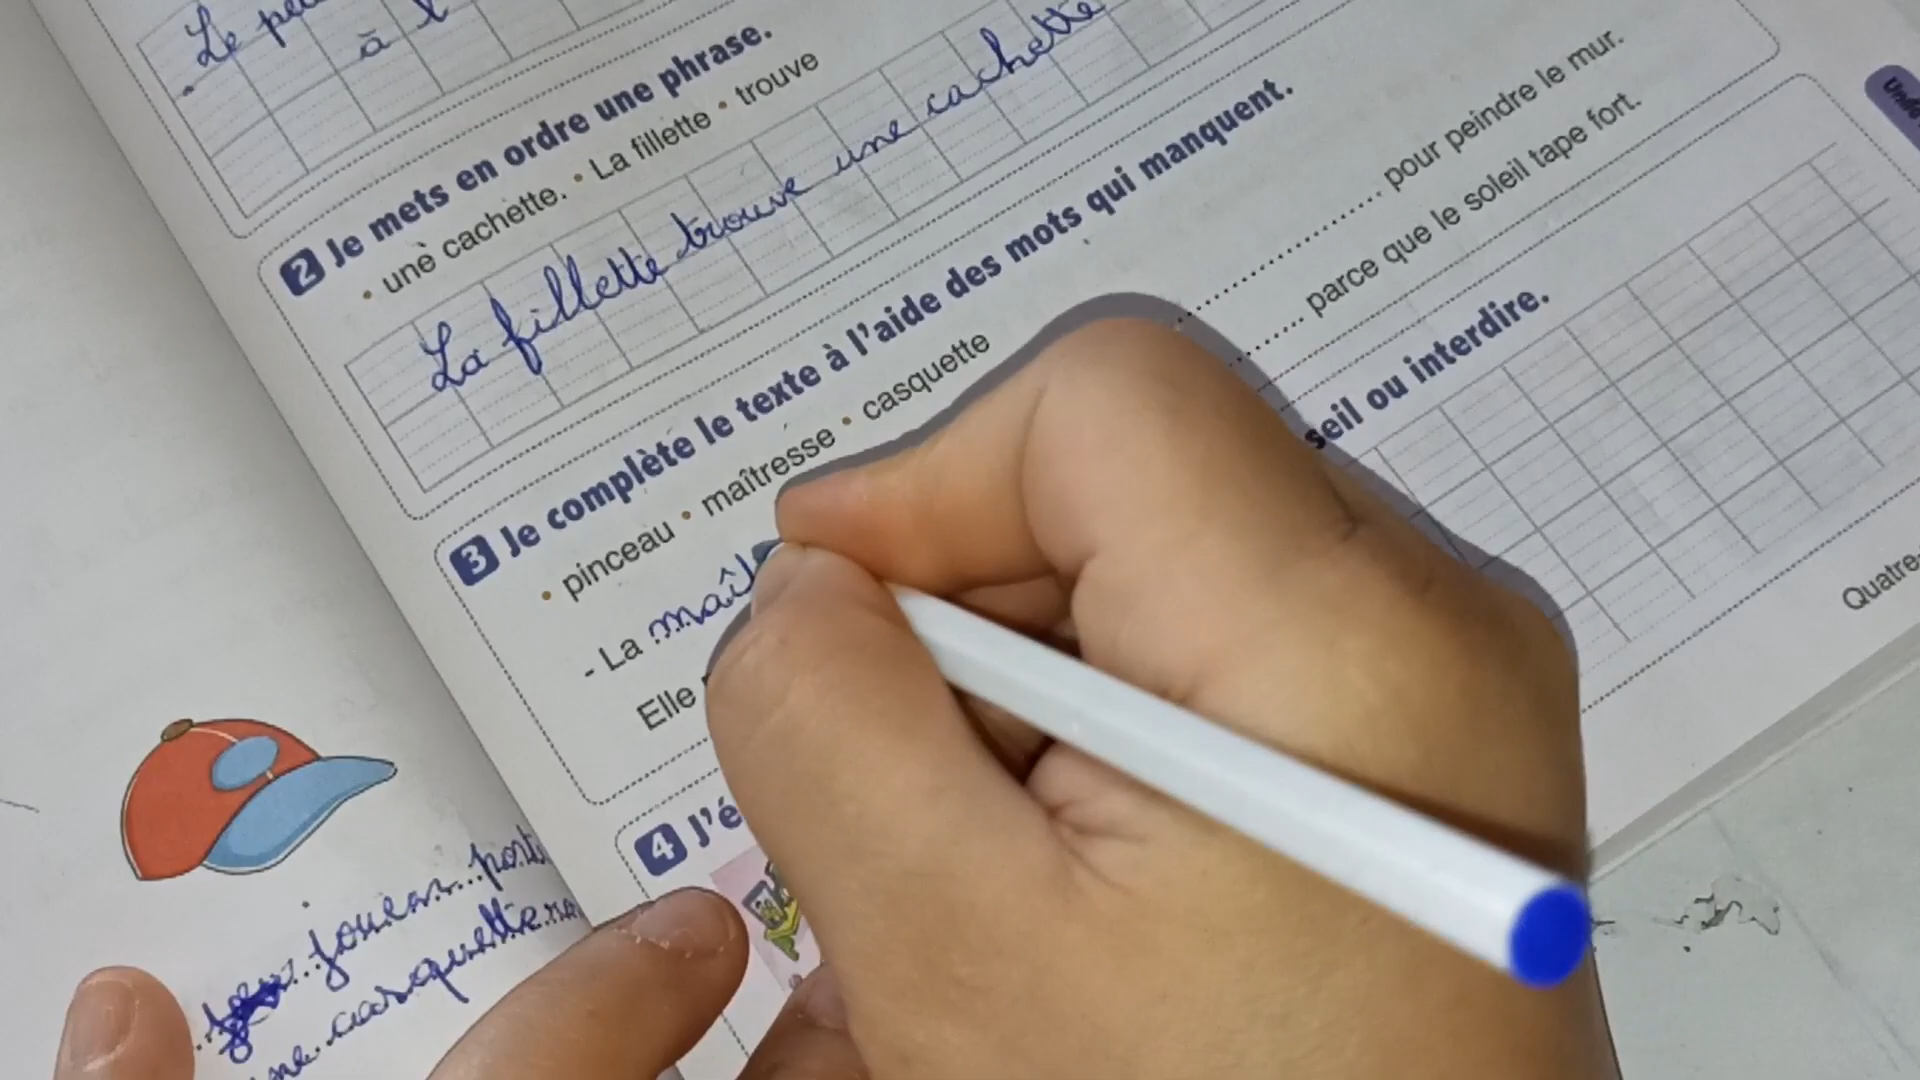 Le
à l
2 Je mets en ordre une phrase.
• une cachette. • La fillette • trouve
La fillette trouve une cachette
3 Je complète le texte à l'aide des mots qui manquent.
• pinceau • maîtresse • casquette
- La maît pour peindre le mur.
Elle parce que le soleil tape fort.
4 J'é seil ou interdire.
Quatre-
joueur porte
une casquette